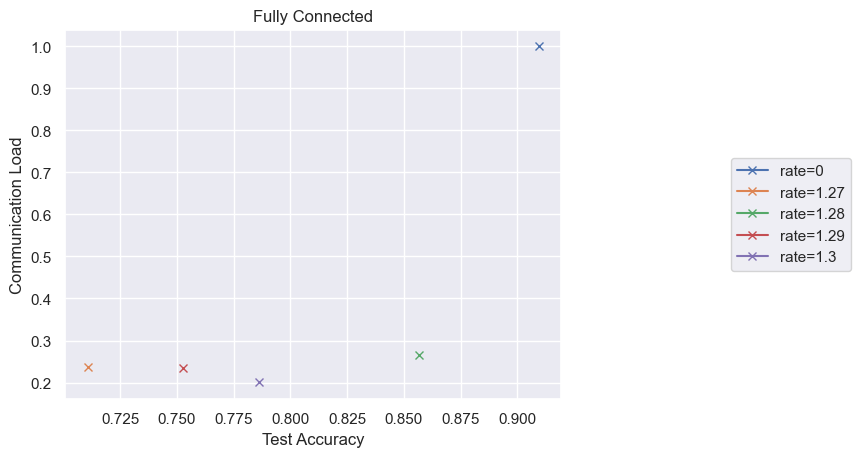 Fully Connected
Communication Load
1.0
0.9
0.8
0.7
0.6
0.5
0.4
0.3
0.2
0.725 0.750 0.775 0.800 0.825 0.850 0.875 0.900
Test Accuracy
rate=0
rate=1.27
rate=1.28
rate=1.29
rate=1.3